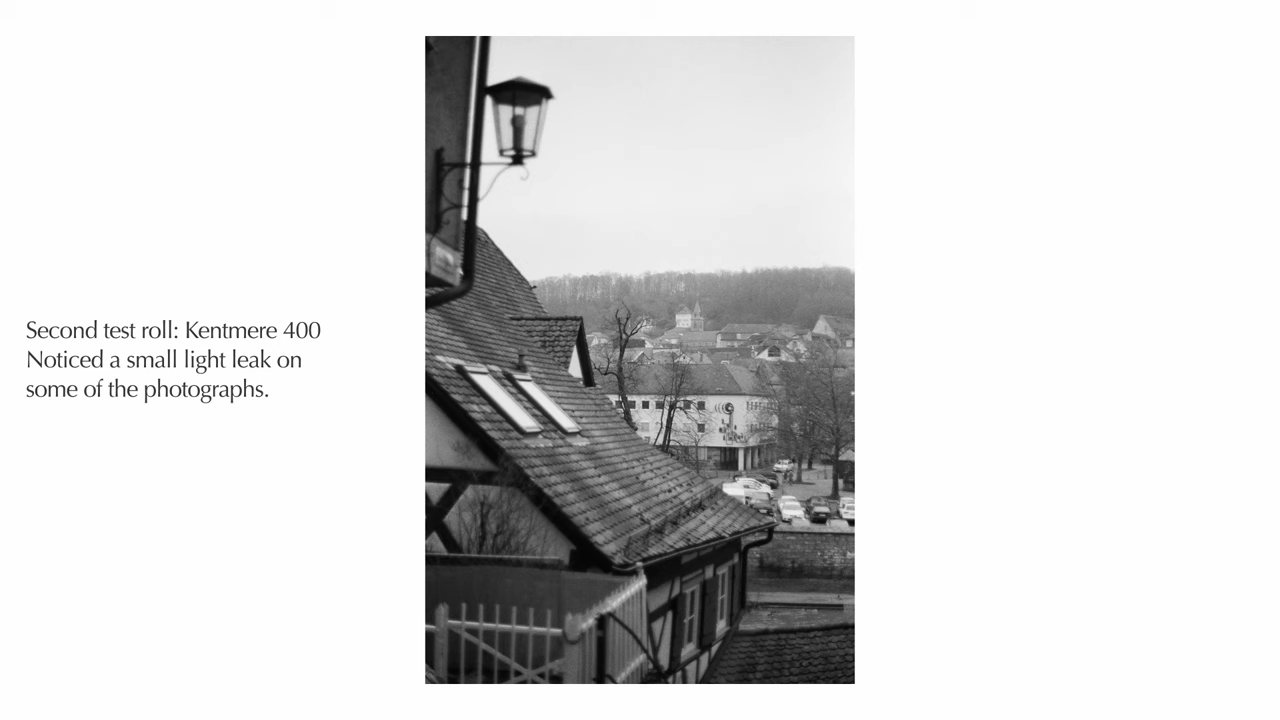 Second test roll: Kentmere 400
Noticed a small light leak on
some of the photographs.